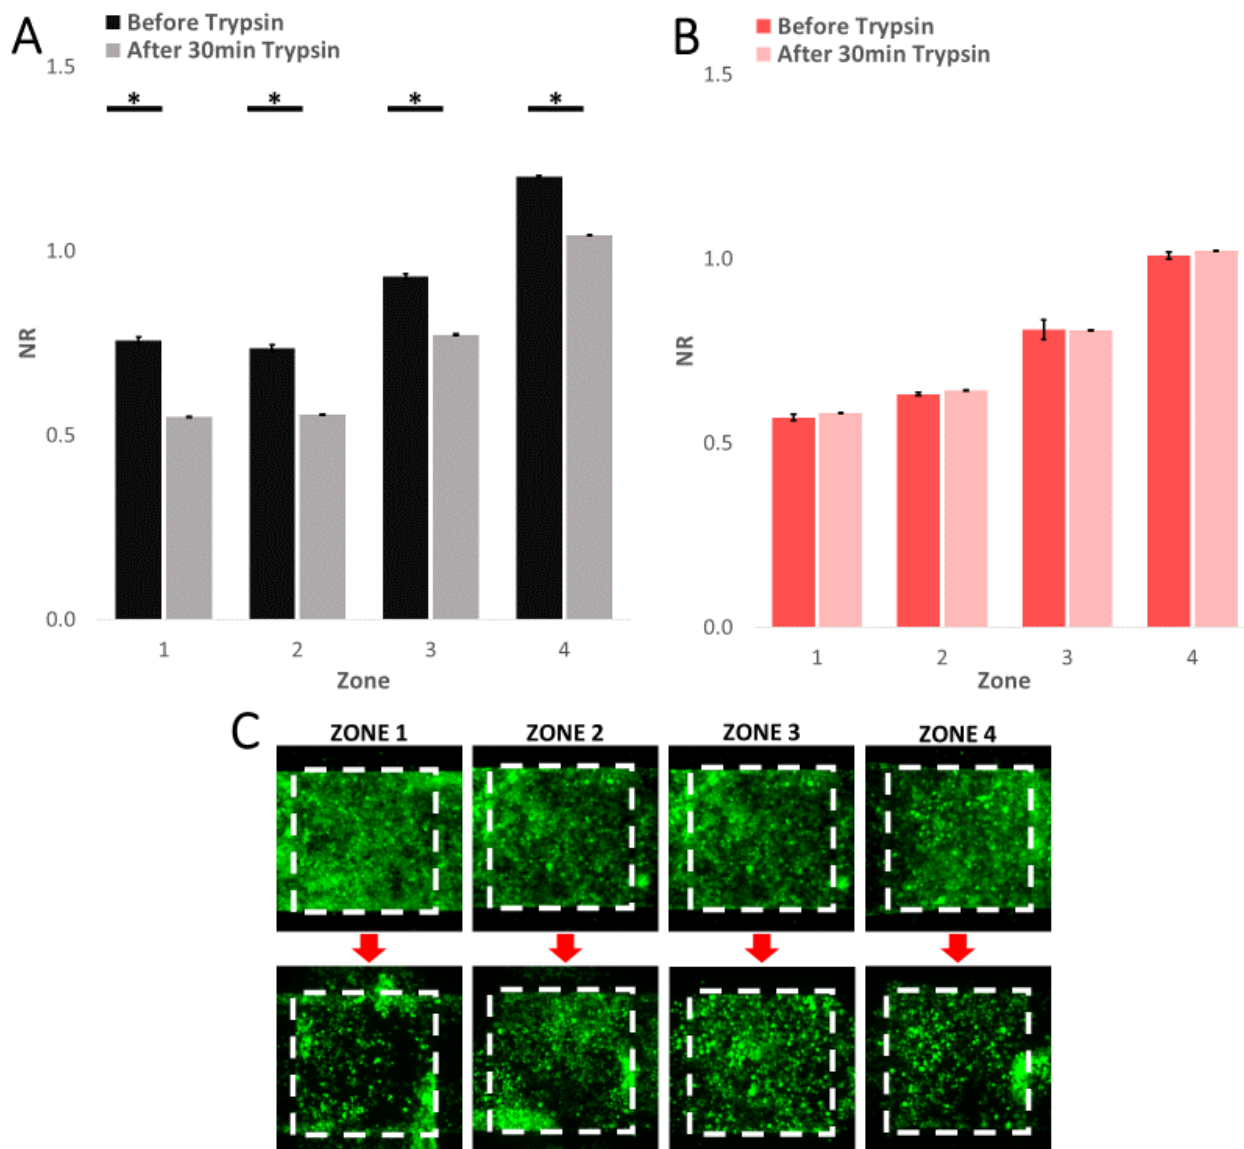 A
Before Trypsin
After 30min Trypsin
1.5
* * * *
1.0
NR
0.5
0.0
1 2 3 4
Zone
B
Before Trypsin
After 30min Trypsin
1.5
1.0
NR
0.5
0.0
1 2 3 4
Zone
C
ZONE 1 ZONE 2 ZONE 3 ZONE 4